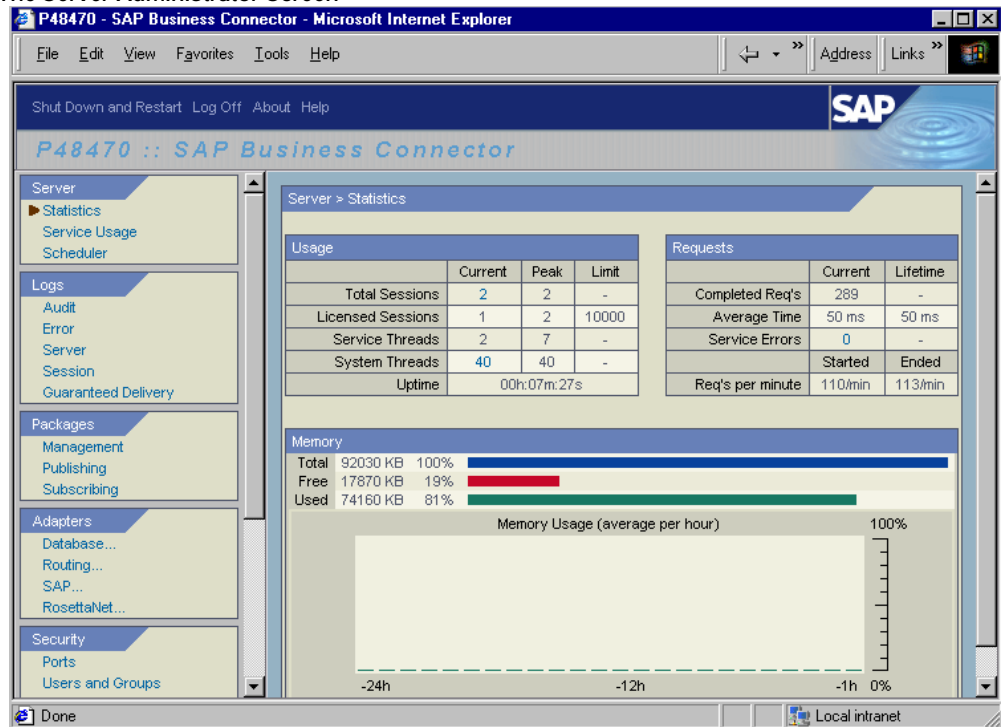 The Server Administrator Screen
P48470 - SAP Business Connector - Microsoft Internet Explorer
File Edit View Favorites Tools Help
» Address Links »
Shut Down and Restart Log Off About Help
SAP
P48470 :: SAP Business Connector
Server
Statistics
Service Usage
Scheduler
Logs
Audit
Error
Server
Session
Guaranteed Delivery
Packages
Management
Publishing
Subscribing
Adapters
Database...
Routing...
SAP...
RosettaNet...
Security
Ports
Users and Groups
Server > Statistics
Usage
Current Peak Limit
Total Sessions 2 2 -
Licensed Sessions 1 2 10000
Service Threads 2 7 -
System Threads 40 40 -
Uptime 00h:07m:27s
Requests
Current Lifetime
Completed Req's 289 -
Average Time 50 ms 50 ms
Service Errors 0 -
Started Ended
Req's per minute 110/min 113/min
Memory
Total 92030 KB 100%
Free 17870 KB 19%
Used 74160 KB 81%
Memory Usage (average per hour) 100%
-24h -12h -1h 0%
Done Local intranet